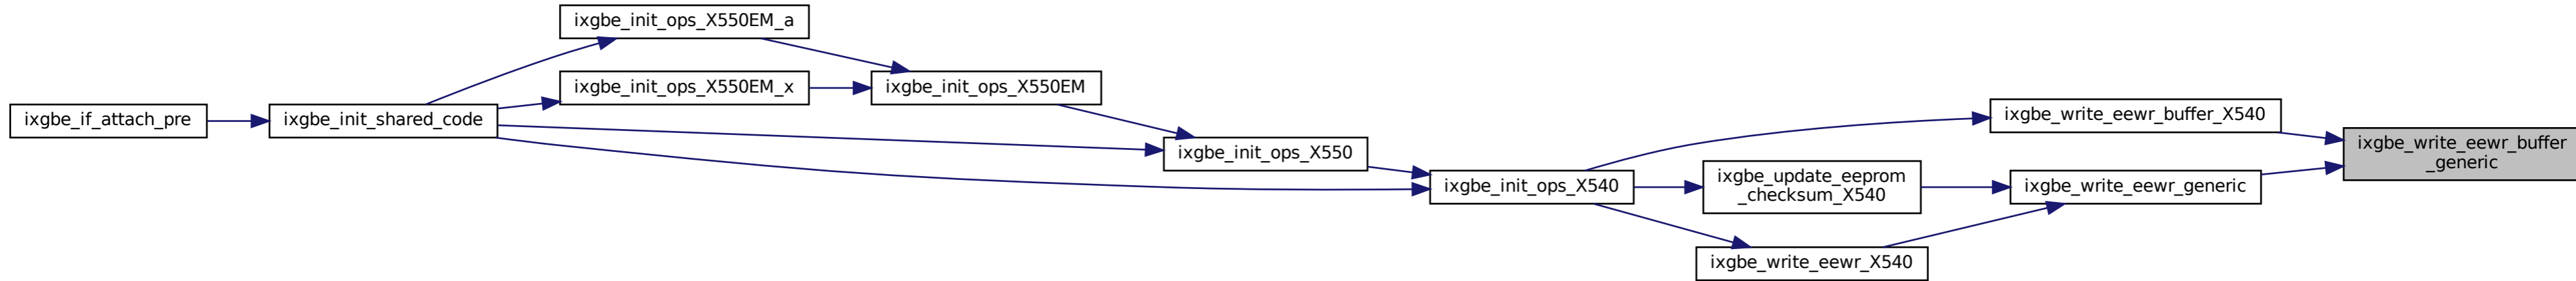 ixgbe_init_ops_X550EM_a
ixgbe_init_ops_X550EM_x
ixgbe_init_ops_X550EM
ixgbe_if_attach_pre
ixgbe_init_shared_code
ixgbe_init_ops_X550
ixgbe_init_ops_X540
ixgbe_write_eewr_buffer_X540
ixgbe_update_eeprom
_checksum_X540
ixgbe_write_eewr_generic
ixgbe_write_eewr_X540
ixgbe_write_eewr_buffer
_generic